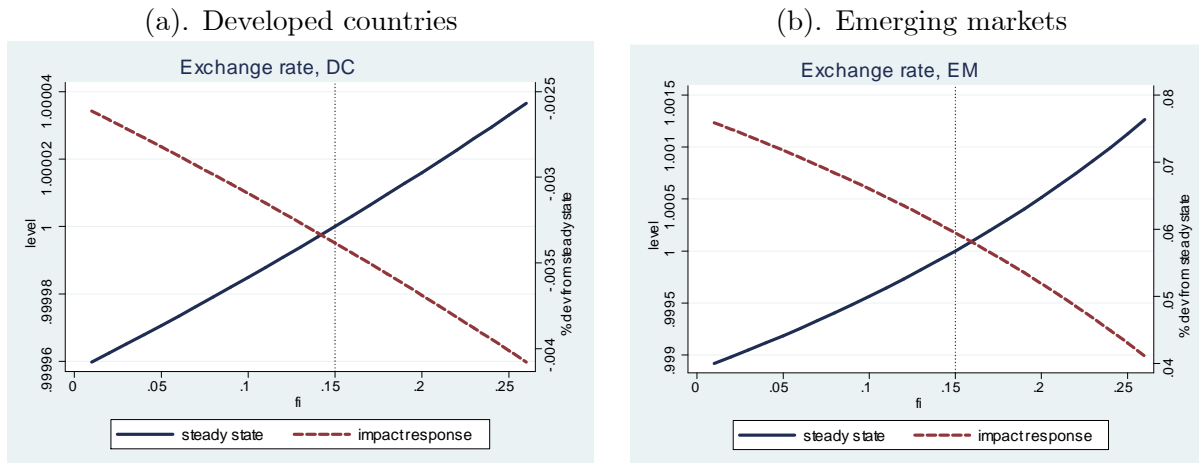 (a). Developed countries
Exchange rate, DC
level
.99996 .99998 1 1.00002 1.00004
% dev from steady state
-.004 -.0035 -.003 -.0025
0 .05 .1 .15 .2 .25
fi
steady state impact response
(b). Emerging markets
Exchange rate, EM
level
.999 .9995 1 1.0005 1.001 1.0015
% dev from steady state
.04 .05 .06 .07 .08
0 .05 .1 .15 .2 .25
fi
steady state impact response